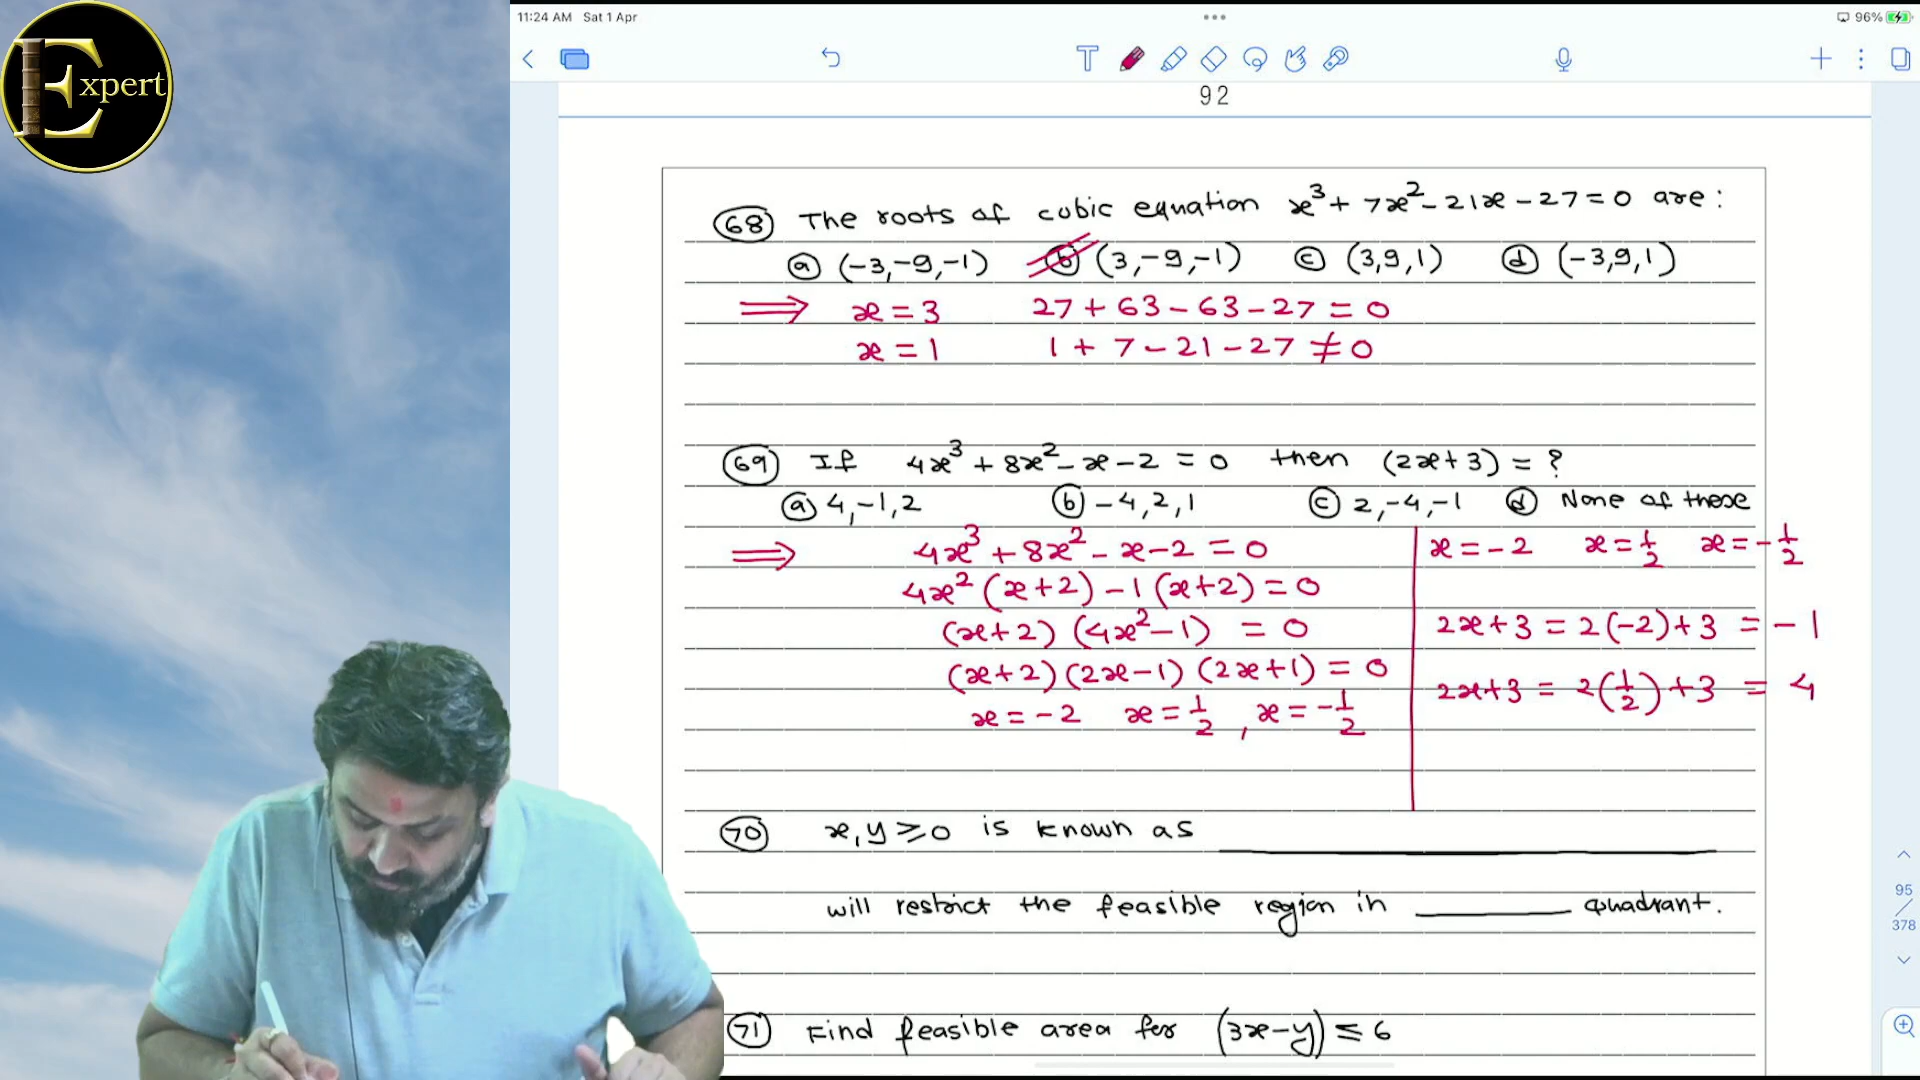 Expert
11:24 AM Sat 1 Apr
96%
92
68 The roots of cubic equation x³ + 7x² - 21x - 27 = 0 are :
a (-3,-9,-1) b (3,-9,-1) c (3,9,1) d (-3,9,1)
⟹ x = 3 27 + 63 - 63 - 27 = 0
x = 1 1 + 7 - 21 - 27 ≠ 0
69 If 4x³ + 8x² - x - 2 = 0 then (2x+3) = ?
a 4,-1,2 b -4,2,1 c 2,-4,-1 d None of these
⟹ 4x³ + 8x² - x - 2 = 0
4x² (x+2) - 1 (x+2) = 0
(x+2) (4x²-1) = 0
(x+2) (2x-1) (2x+1) = 0
x = -2 x = 1/2 , x = -1/2
x = -2 x = 1/2 x = -1/2
2x+3 = 2(-2)+3 = -1
2x+3 = 2(1/2)+3 = 4
70 x, y ≥ 0 is known as ____________
will restrict the feasible region in ______ quadrant.
71 Find feasible area for (3x-y) ≤ 6
95
/
378